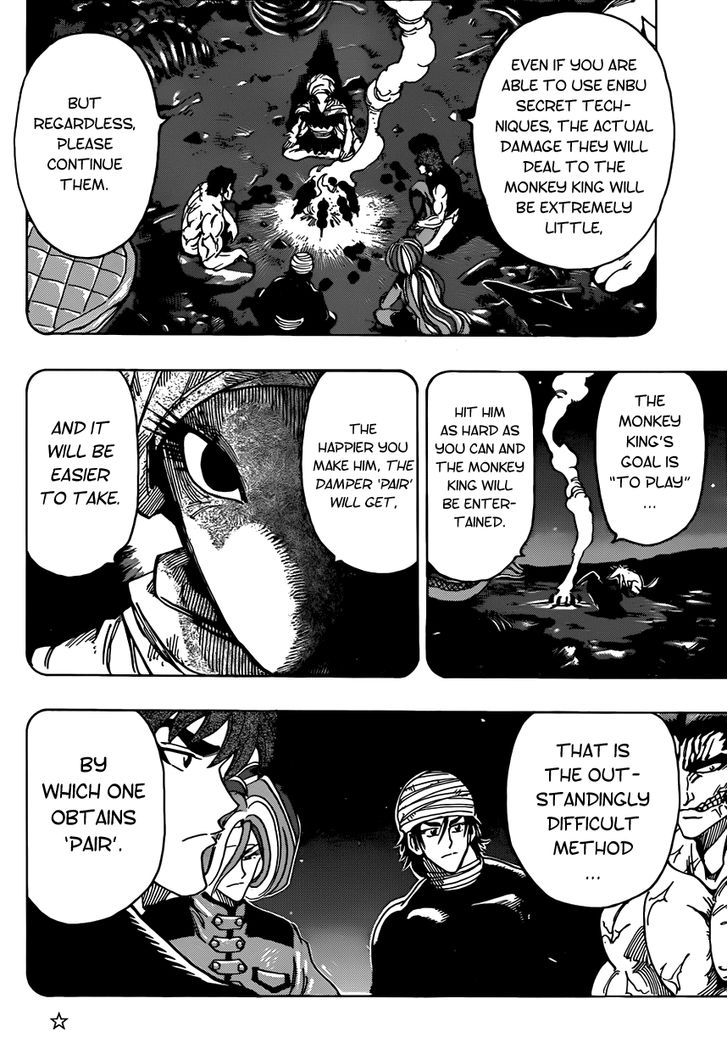 EVEN IF YOU ARE
ABLE TO USE ENBU
SECRET TECH-
NIQUES, THE ACTUAL
DAMAGE THEY WILL
DEAL TO THE
MONKEY KING WILL
BE EXTREMELY
LITTLE,
BUT
REGARDLESS,
PLEASE
CONTINUE
THEM.
THE
MONKEY
KING'S
GOAL IS
"TO PLAY"
...
HIT HIM
AS HARD AS
YOU CAN AND
THE MONKEY
KING WILL
BE ENTER-
TAINED.
THE
HAPPIER YOU
MAKE HIM, THE
DAMPER 'PAIR'
WILL GET,
AND IT
WILL BE
EASIER
TO TAKE.
THAT IS
THE OUT-
STANDINGLY
DIFFICULT
METHOD
...
BY
WHICH ONE
OBTAINS
'PAIR'.
☆